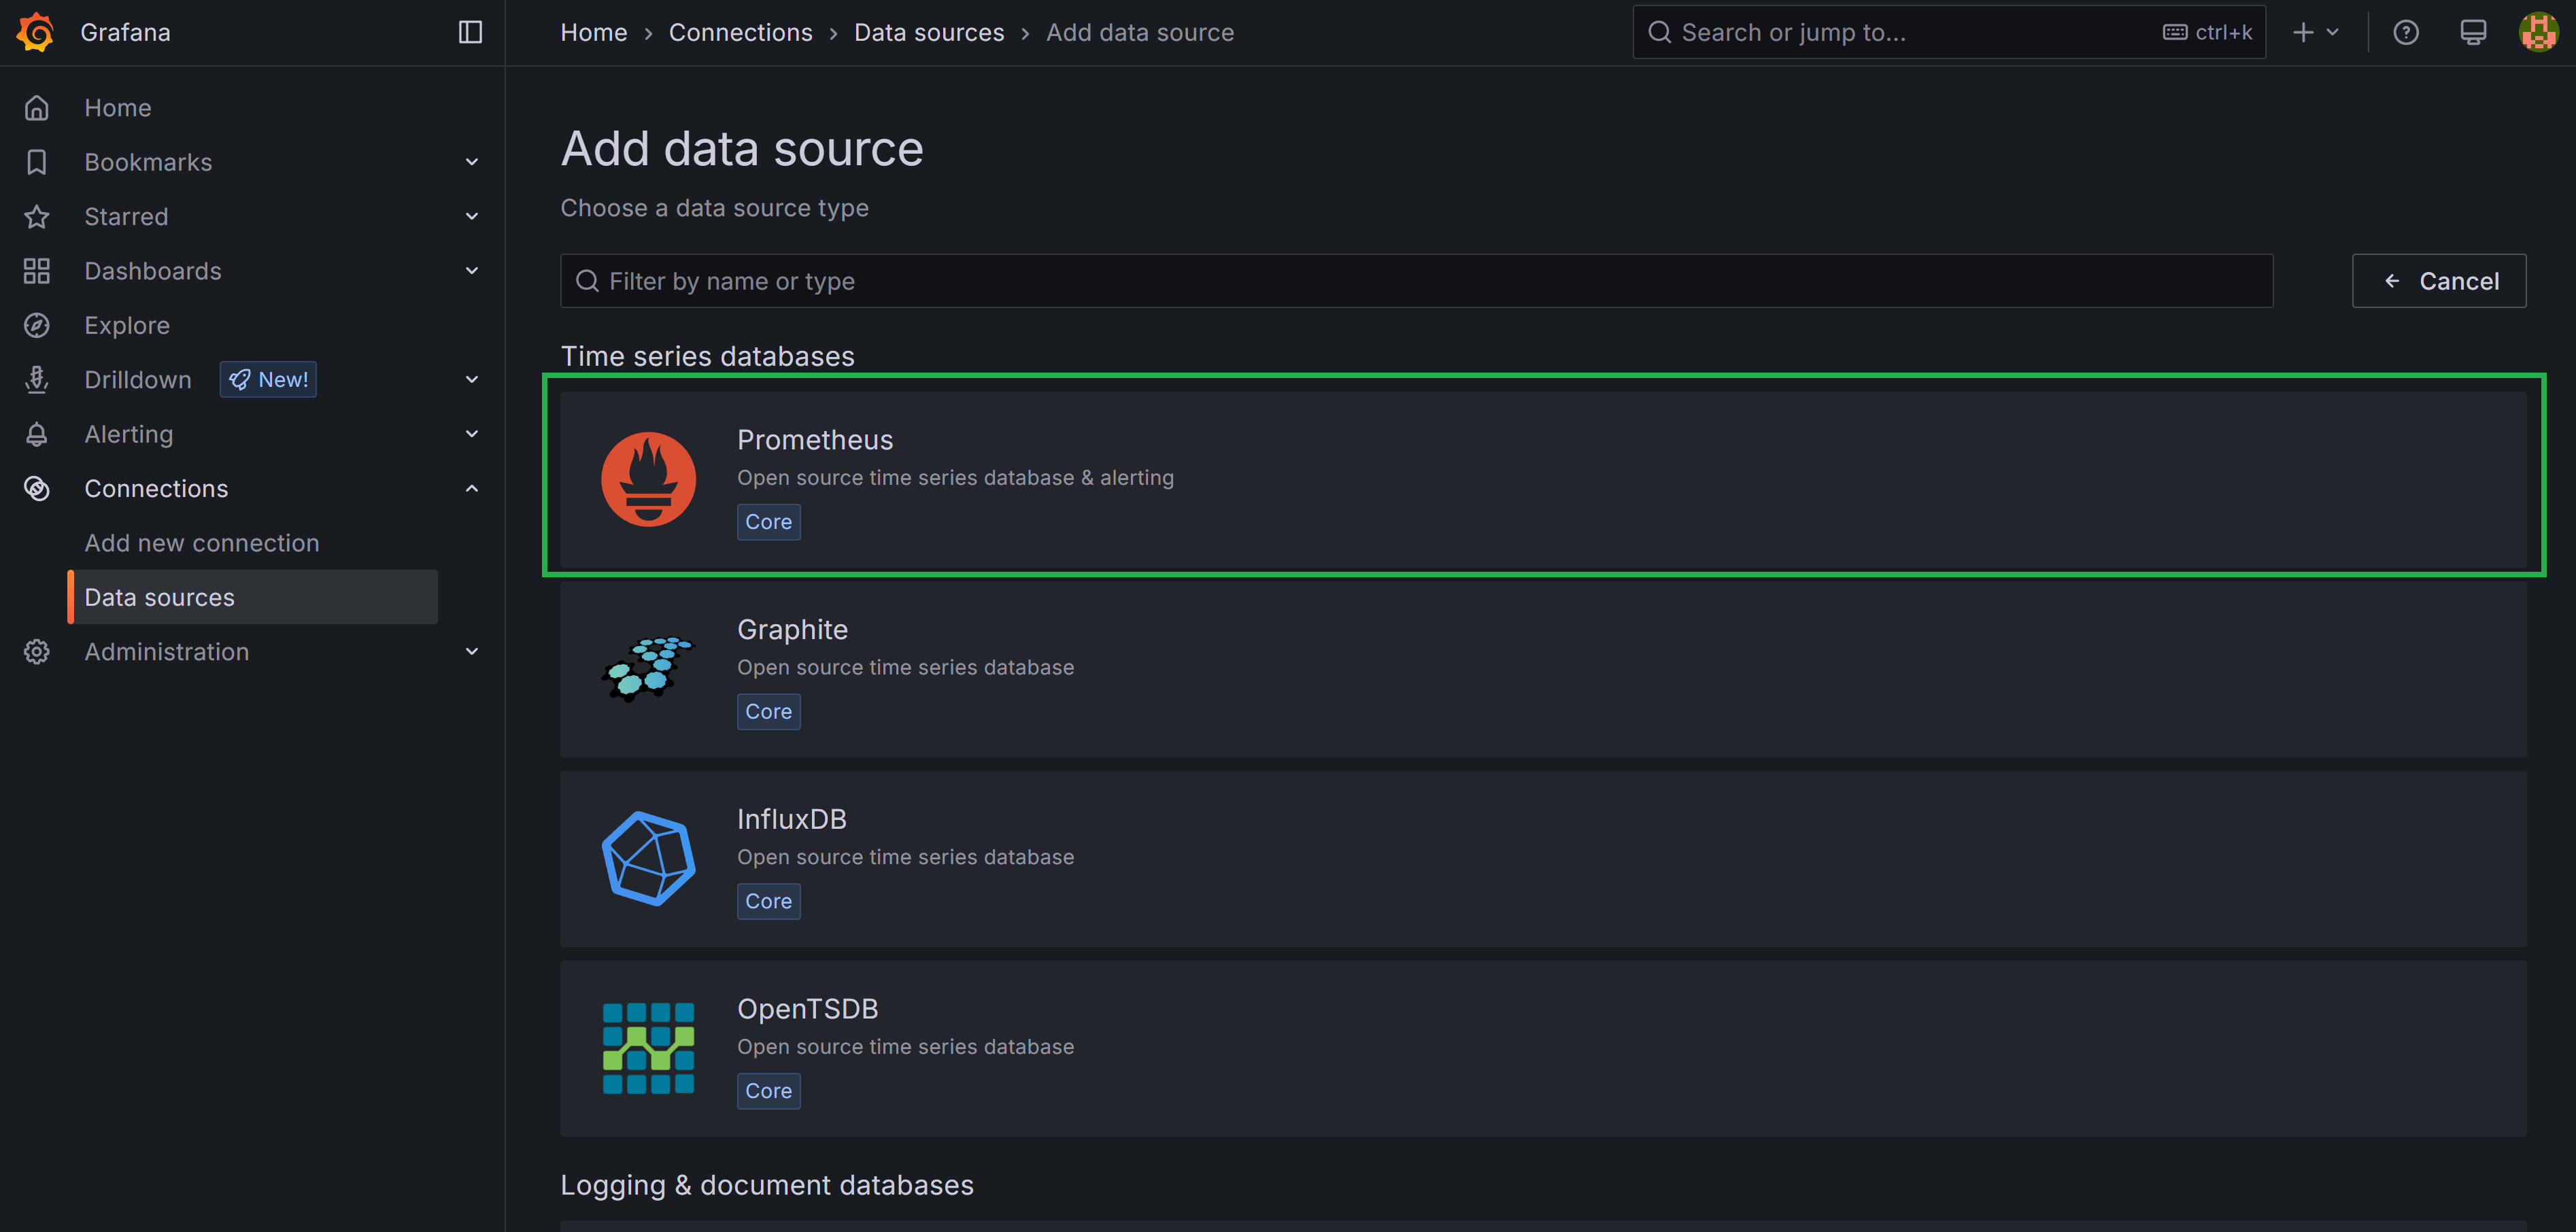 Grafana
Home › Connections › Data sources › Add data source
Search or jump to...
ctrl+k
Home
Bookmarks
Starred
Dashboards
Explore
Drilldown
New!
Alerting
Connections
Add new connection
Data sources
Administration
Add data source
Choose a data source type
Filter by name or type
Cancel
Time series databases
Prometheus
Open source time series database & alerting
Core
Graphite
Open source time series database
Core
InfluxDB
Open source time series database
Core
OpenTSDB
Open source time series database
Core
Logging & document databases